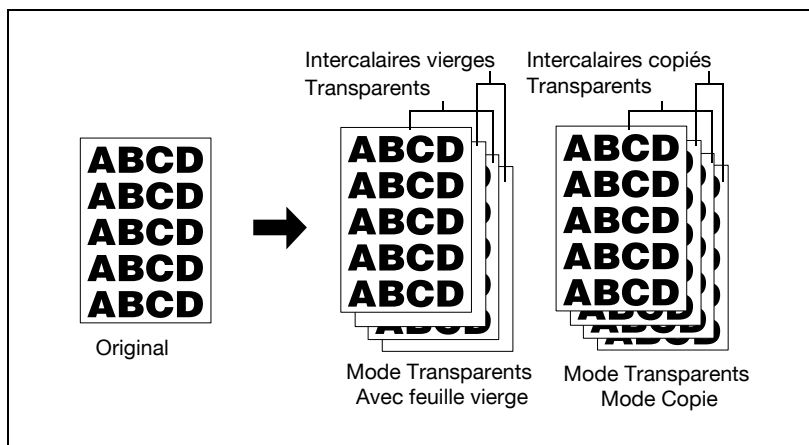 Intercalaires vierges
Transparents
Intercalaires copiés
Transparents
ABCD
ABCD
ABCD
ABCD
ABCD
Original
ABCD
ABCD
ABCD
ABCD
ABCD
Mode Transparents
Avec feuille vierge
ABCD
ABCD
ABCD
ABCD
ABCD
Mode Transparents
Mode Copie